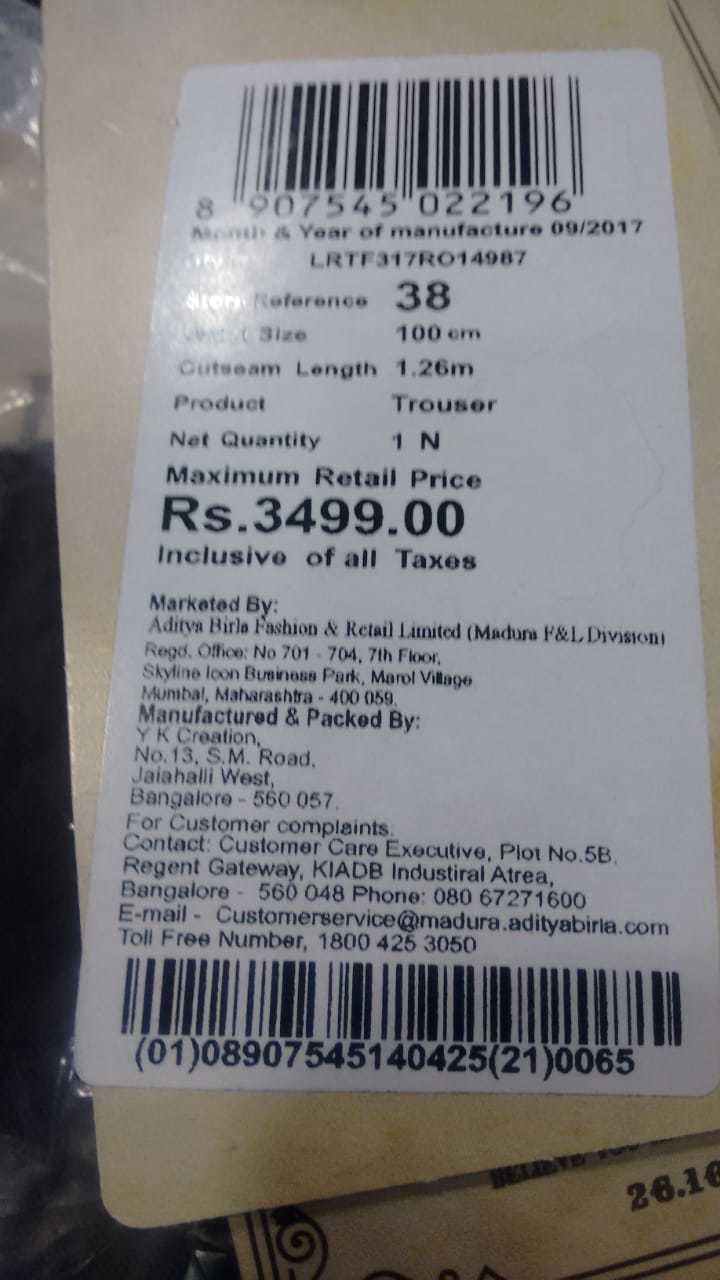 8 907545 022196
Month & Year of manufacture 09/2017
LRTF317RO14987
Reference 38
Size 100 cm
Outseam Length 1.26m
Product Trouser
Net Quantity 1 N
Maximum Retail Price
Rs.3499.00
Inclusive of all Taxes
Marketed By:
Aditya Birla Fashion & Retail Limited (Madura F&L Division)
Regd. Office: No 701 - 704, 7th Floor,
Skyline Icon Business Park, Marol Village
Mumbai, Maharashtra - 400 059.
Manufactured & Packed By:
Y K Creation,
No.13, S.M. Road,
Jalahalli West,
Bangalore - 560 057.
For Customer complaints.
Contact: Customer Care Executive, Plot No.5B,
Regent Gateway, KIADB Industiral Atrea,
Bangalore - 560 048 Phone: 080 67271600
E-mail - Customerservice@madura.adityabirla.com
Toll Free Number, 1800 425 3050
(01)08907545140425(21)0065
BELIEVE
26.16